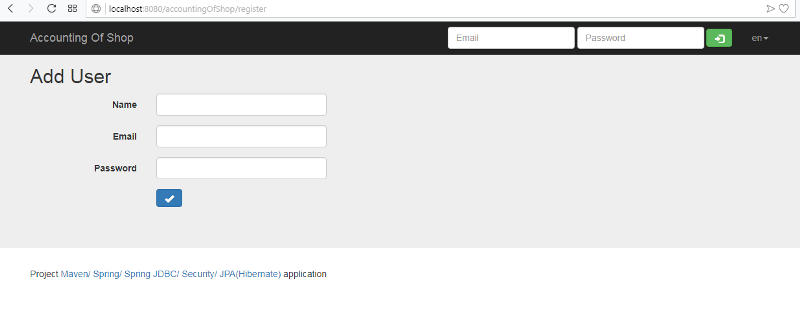 localhost:8080/accountingOfShop/register
Accounting Of Shop
Email
Password
en
Add User
Name
Email
Password
Project Maven/ Spring/ Spring JDBC/ Security/ JPA(Hibernate) application